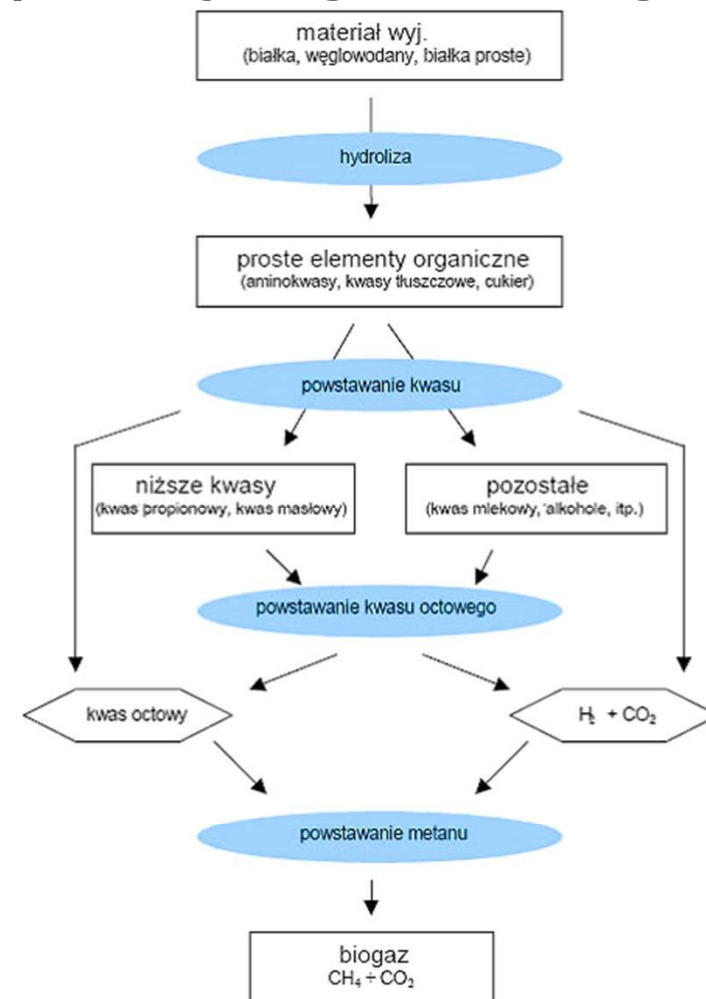 materiał wyj.
(białka, węglowodany, białka proste)
hydroliza
proste elementy organiczne
(aminokwasy, kwasy tłuszczowe, cukier)
powstawanie kwasu
niższe kwasy
(kwas propionowy, kwas masłowy)
pozostałe
(kwas mlekowy, alkohole, itp.)
powstawanie kwasu octowego
kwas octowy
H₂ + CO₂
powstawanie metanu
biogaz
CH₄ + CO₂